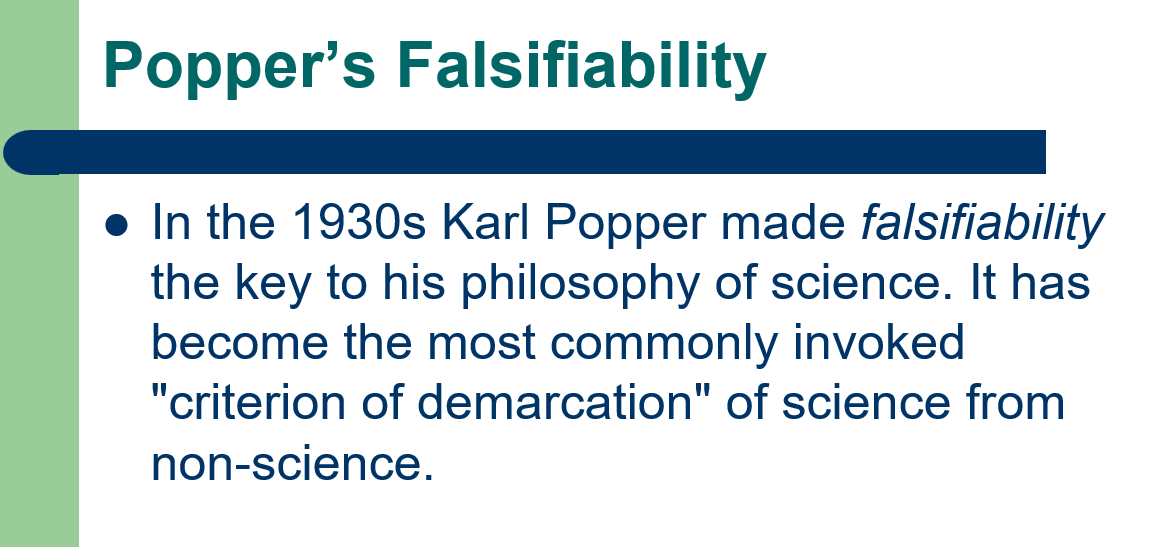 Popper’s Falsifiability
● In the 1930s Karl Popper made falsifiability
the key to his philosophy of science. It has
become the most commonly invoked
"criterion of demarcation" of science from
non-science.